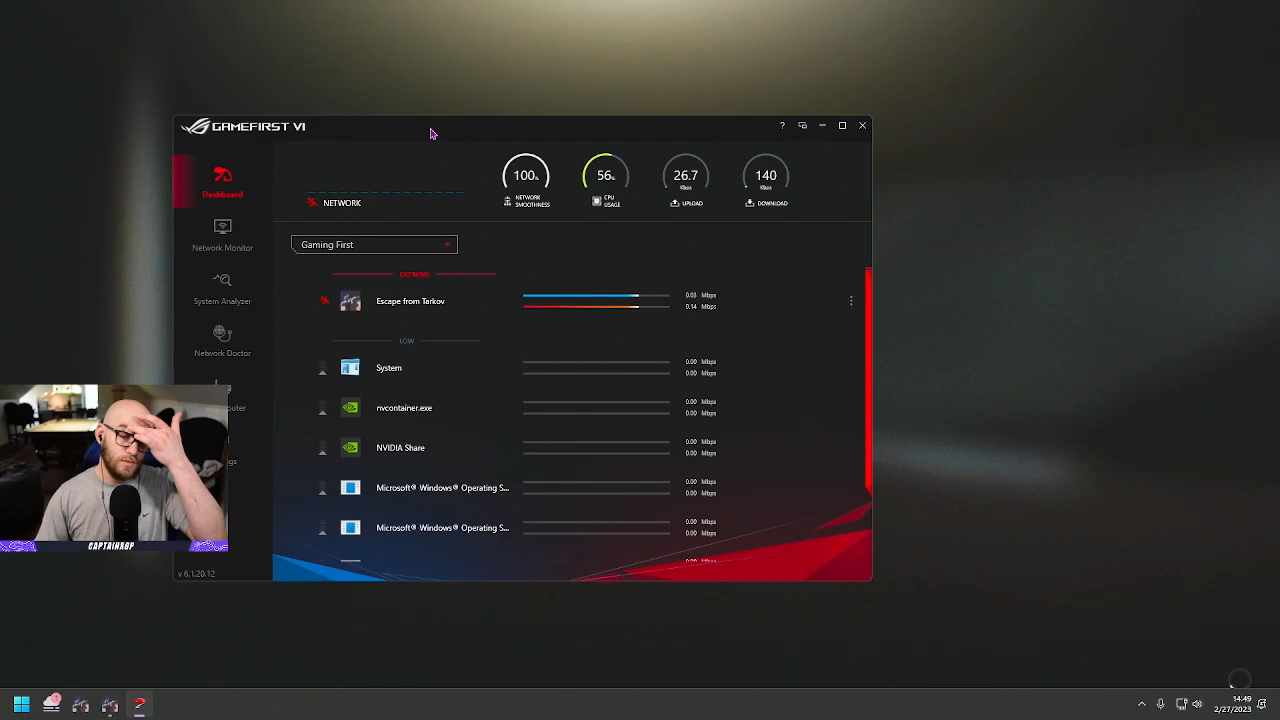 GAMEFIRST VI
?
Dashboard
Network Monitor
System Analyzer
Network Doctor
v 6.1.20.12
NETWORK
100%
NETWORK
SMOOTHNESS
56%
CPU
USAGE
26.7
Kbps
UPLOAD
140
Kbps
DOWNLOAD
Gaming First
EXTREME
Escape from Tarkov
0.03 Mbps
0.14 Mbps
LOW
System
0.00 Mbps
0.00 Mbps
nvcontainer.exe
0.00 Mbps
0.00 Mbps
NVIDIA Share
0.00 Mbps
0.00 Mbps
Microsoft® Windows® Operating S...
0.00 Mbps
0.00 Mbps
Microsoft® Windows® Operating S...
0.00 Mbps
0.00 Mbps
CAPTAINKGP
14:49
2/27/2023